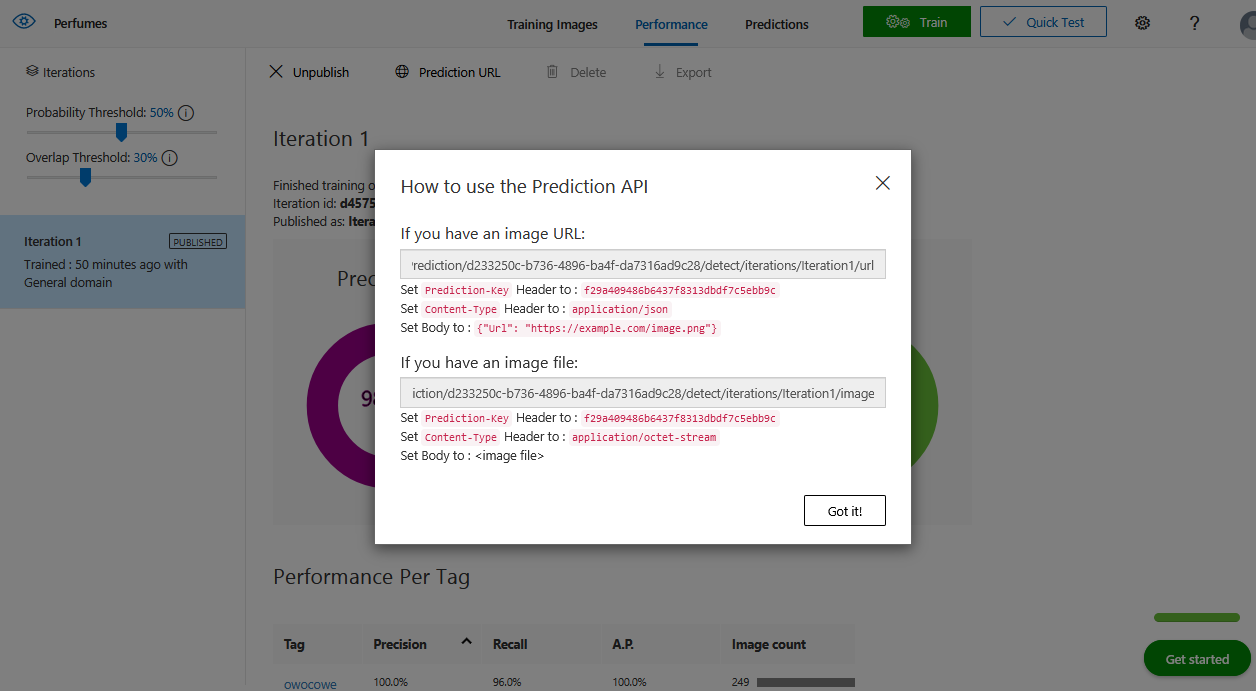 Perfumes
Training Images
Performance
Predictions
Train
Quick Test
?
Iterations
Unpublish
Prediction URL
Delete
Export
Probability Threshold: 50% i
Overlap Threshold: 30% i
Iteration 1
Finished training
Iteration id: d4575
Published as: Itera
Iteration 1
PUBLISHED
Trained : 50 minutes ago with
General domain
How to use the Prediction API
If you have an image URL:
rediction/d233250c-b736-4896-ba4f-da7316ad9c28/detect/iterations/Iteration1/url
Set Prediction-Key Header to : f29a409486b6437f8313dbdf7c5ebb9c
Set Content-Type Header to : application/json
Set Body to : {"Url": "https://example.com/image.png"}
If you have an image file:
iction/d233250c-b736-4896-ba4f-da7316ad9c28/detect/iterations/Iteration1/image
Set Prediction-Key Header to : f29a409486b6437f8313dbdf7c5ebb9c
Set Content-Type Header to : application/octet-stream
Set Body to : <image file>
Got it!
Performance Per Tag
Tag Precision Recall A.P. Image count
owocowe 100.0% 96.0% 100.0% 249
Get started